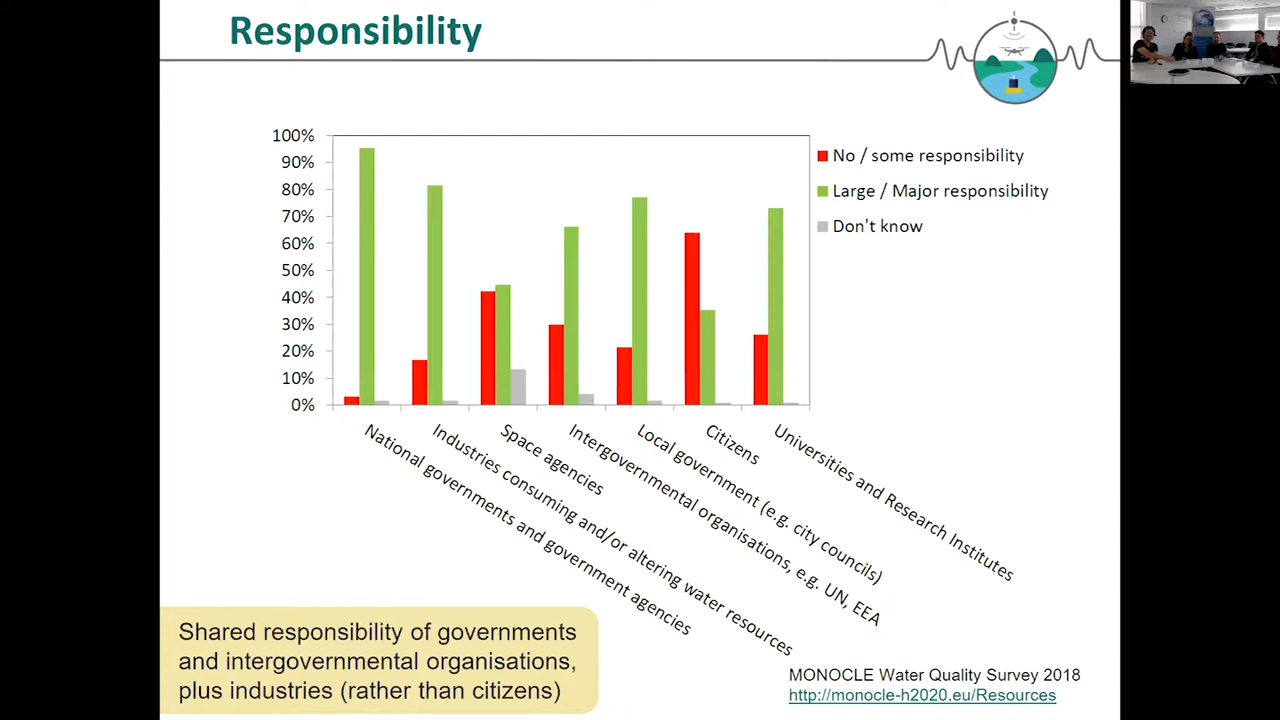 Responsibility
100%
90%
80%
70%
60%
50%
40%
30%
20%
10%
0%
No / some responsibility
Large / Major responsibility
Don't know
National governments and government agencies
Industries consuming and/or altering water resources
Space agencies
Intergovernmental organisations, e.g. UN, EEA
Local government (e.g. city councils)
Citizens
Universities and Research Institutes
Shared responsibility of governments
and intergovernmental organisations,
plus industries (rather than citizens)
MONOCLE Water Quality Survey 2018
http://monocle-h2020.eu/Resources